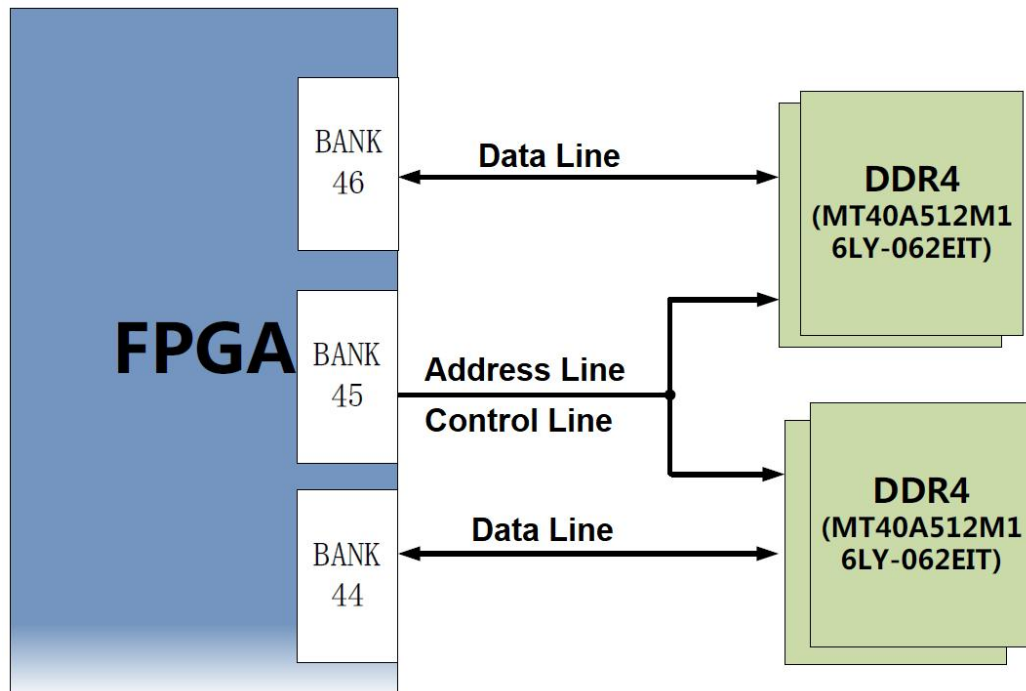 FPGA
BANK
46
Data Line
DDR4
(MT40A512M1
6LY-062EIT)
BANK
45
Address Line
Control Line
BANK
44
Data Line
DDR4
(MT40A512M1
6LY-062EIT)